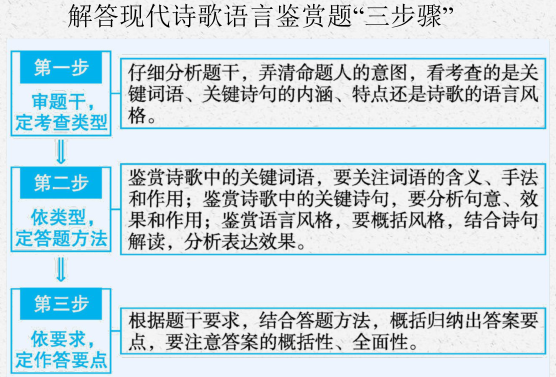 解答现代诗歌语言鉴赏题“三步骤”
第一步
审题干，
定考查类型
仔细分析题干，弄清命题人的意图，看考查的是关
键词语、关键诗句的内涵、特点还是诗歌的语言风
格。
第二步
依类型，
定答题方法
鉴赏诗歌中的关键词语，要关注词语的含义、手法
和作用；鉴赏诗歌中的关键诗句，要分析句意、效
果和作用；鉴赏语言风格，要概括风格，结合诗句
解读，分析表达效果。
第三步
依要求，
定作答要点
根据题干要求，结合答题方法，概括归纳出答案要
点，要注意答案的概括性、全面性。